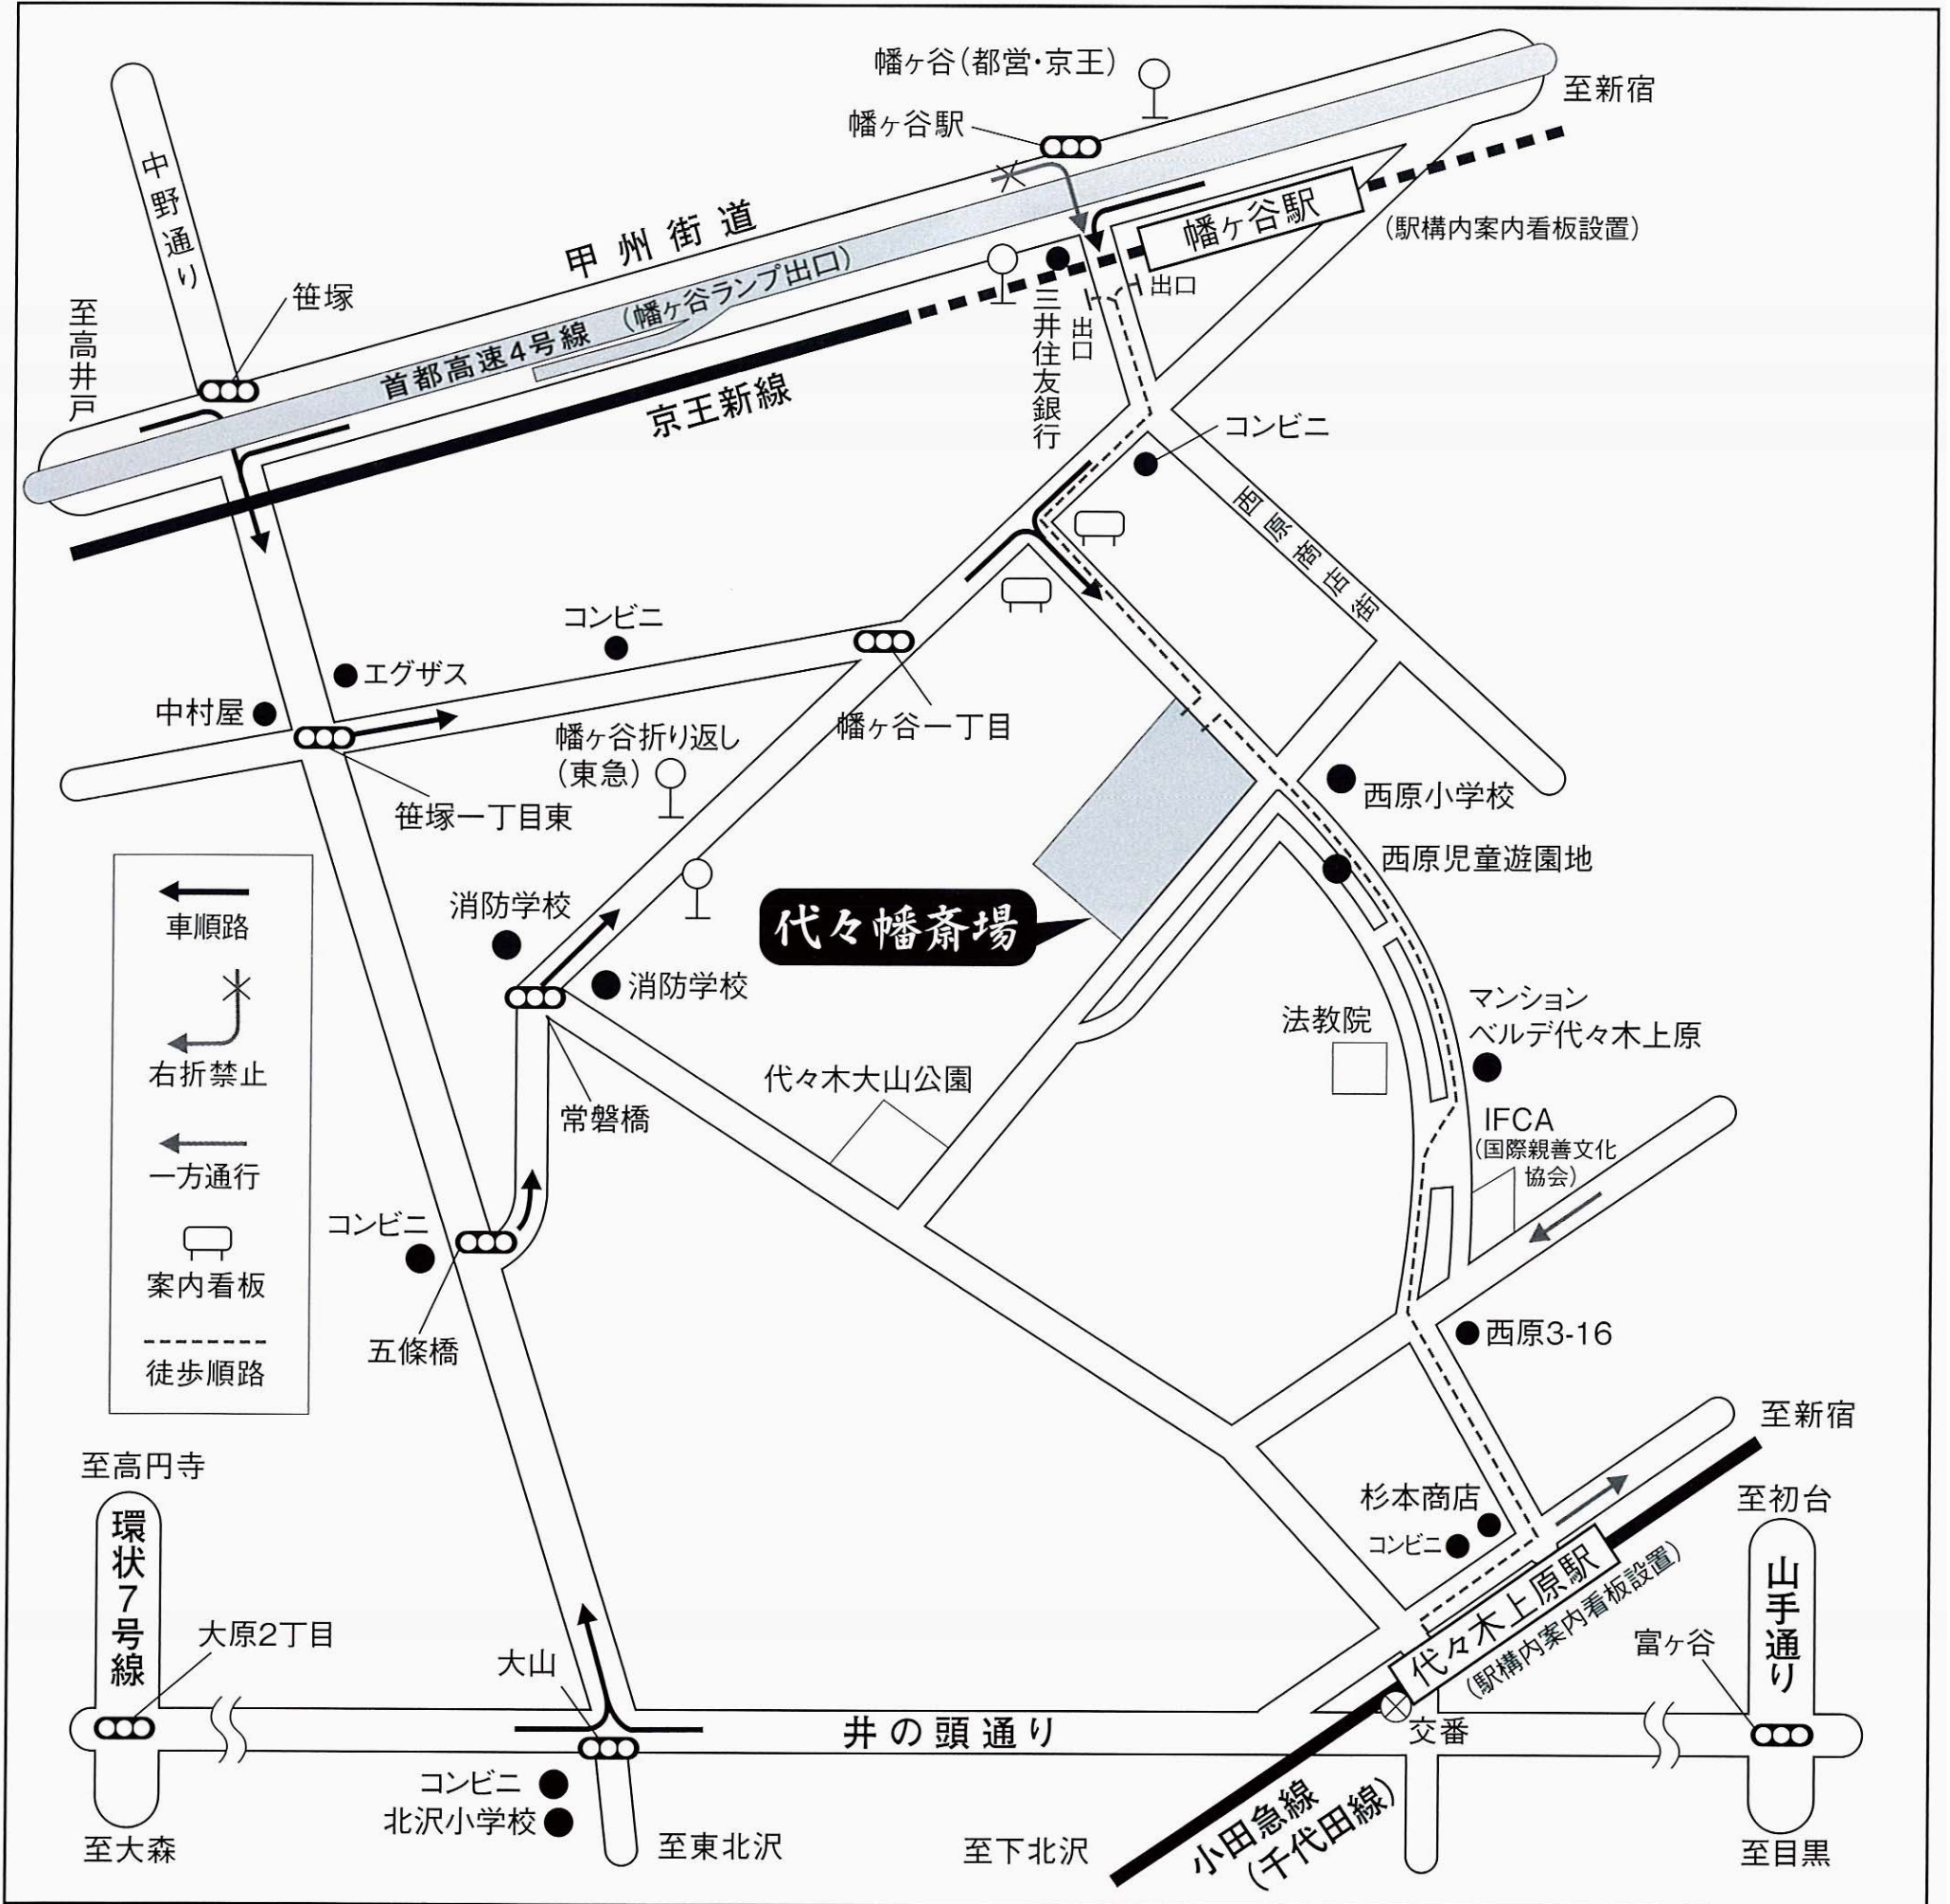 幡ヶ谷(都営・京王)
至新宿
幡ヶ谷駅
中野通り
甲州街道
幡ヶ谷駅
(駅構内案内看板設置)
首都高速4号線
(幡ヶ谷ランプ出口)
笹塚
至高井戸
出口
出口
三井住友銀行
京王新線
コンビニ
西原商店街
コンビニ
エグザス
中村屋
幡ヶ谷一丁目
幡ヶ谷折り返し
(東急)
笹塚一丁目東
西原小学校
西原児童遊園地
車順路
右折禁止
一方通行
案内看板
徒歩順路
消防学校
消防学校
代々幡斎場
マンション
ベルデ代々木上原
法教院
代々木大山公園
常磐橋
IFCA
(国際親善文化
協会)
コンビニ
五條橋
西原3-16
至新宿
至高円寺
環状7号線
大原2丁目
至大森
杉本商店
コンビニ
至初台
山手通り
代々木上原駅
(駅構内案内看板設置)
富ヶ谷
大山
井の頭通り
交番
コンビニ
北沢小学校
至東北沢
至下北沢
小田急線
(千代田線)
至目黒